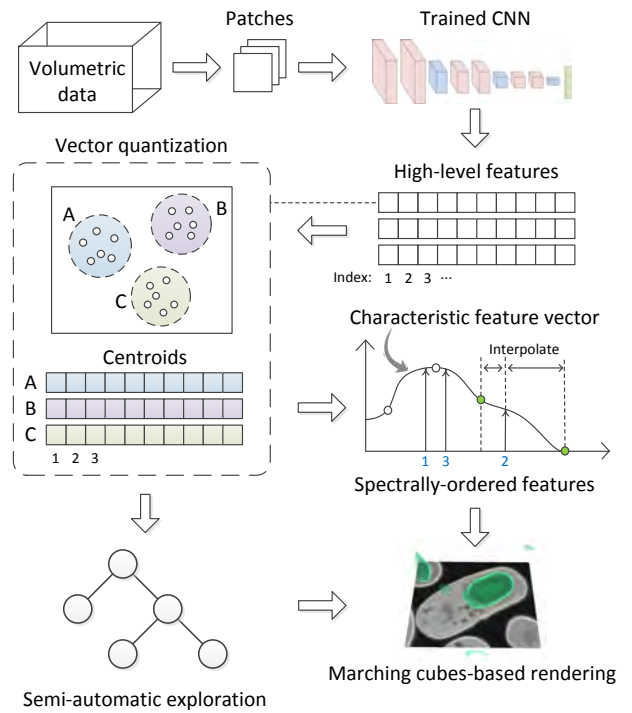 Patches
Trained CNN
Volumetric
data
Vector quantization
High-level features
A
B
C
Index: 1 2 3 ...
Characteristic feature vector
Interpolate
Centroids
A
B
C
1 2 3
1 3 2
Spectrally-ordered features
Semi-automatic exploration
Marching cubes-based rendering